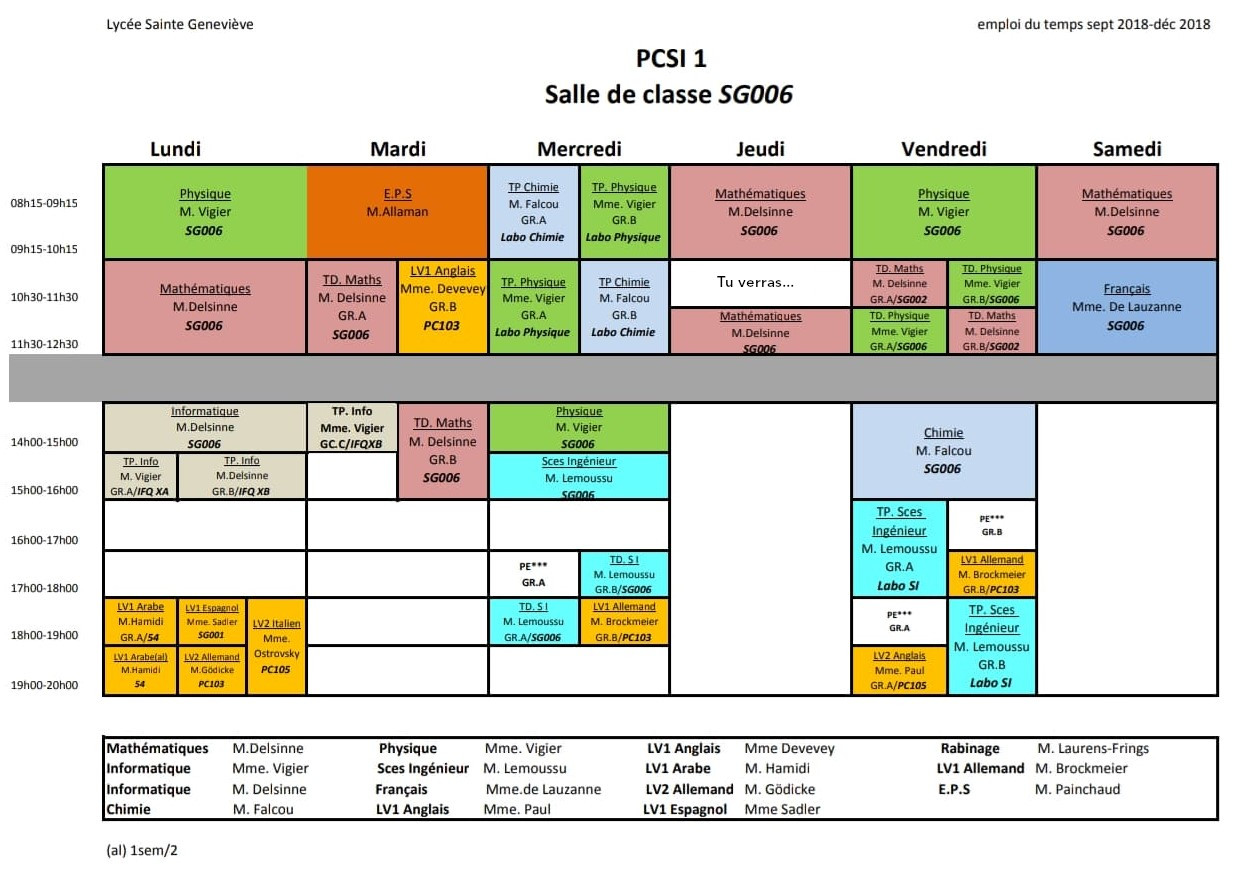 Lycée Sainte Geneviève
emploi du temps sept 2018-déc 2018
PCSI 1
Salle de classe SG006
Lundi Mardi Mercredi Jeudi Vendredi Samedi
08h15-09h15
09h15-10h15
Physique
M. Vigier
SG006
E.P.S
M.Allaman
TP Chimie
M. Falcou
GR.A
Labo Chimie
TP. Physique
Mme. Vigier
GR.B
Labo Physique
Mathématiques
M.Delsinne
SG006
Physique
M. Vigier
SG006
Mathématiques
M.Delsinne
SG006
10h30-11h30
11h30-12h30
Mathématiques
M.Delsinne
SG006
TD. Maths
M. Delsinne
GR.A
SG006
LV1 Anglais
Mme. Devevey
GR.B
PC103
TP. Physique
Mme. Vigier
GR.A
Labo Physique
TP Chimie
M. Falcou
GR.B
Labo Chimie
Tu verras...
Mathématiques
M.Delsinne
SG006
TD. Maths
M. Delsinne
GR.A/SG002
TD. Physique
Mme. Vigier
GR.B/SG006
TD. Physique
Mme. Vigier
GR.A/SG006
TD. Maths
M. Delsinne
GR.B/SG002
Français
Mme. De Lauzanne
SG006
14h00-15h00
15h00-16h00
Informatique
M.Delsinne
SG006
TP. Info
M. Vigier
GR.A/IFQ XA
TP. Info
M.Delsinne
GR.B/IFQ XB
TP. Info
Mme. Vigier
GC.C/IFQXB
TD. Maths
M. Delsinne
GR.B
SG006
Physique
M. Vigier
SG006
Sces Ingénieur
M. Lemoussu
SG006
Chimie
M. Falcou
SG006
16h00-17h00
17h00-18h00
PE***
GR.A
TD. S I
M. Lemoussu
GR.B/SG006
TP. Sces
Ingénieur
M. Lemoussu
GR.A
Labo SI
PE***
GR.B
LV1 Allemand
M. Brockmeier
GR.B/PC103
18h00-19h00
19h00-20h00
LV1 Arabe
M.Hamidi
GR.A/54
LV1 Espagnol
Mme. Sadler
SG001
LV2 Italien
Mme.
Ostrovsky
PC105
LV1 Arabe(al)
M.Hamidi
54
LV2 Allemand
M.Gödicke
PC103
TD. S I
M. Lemoussu
GR.A/SG006
LV1 Allemand
M. Brockmeier
GR.B/PC103
PE***
GR.A
LV2 Anglais
Mme. Paul
GR.A/PC105
TP. Sces
Ingénieur
M. Lemoussu
GR.B
Labo SI
Mathématiques M.Delsinne Physique Mme. Vigier LV1 Anglais Mme Devevey Rabinage M. Laurens-Frings
Informatique Mme. Vigier Sces Ingénieur M. Lemoussu LV1 Arabe M. Hamidi LV1 Allemand M. Brockmeier
Informatique M. Delsinne Français Mme.de Lauzanne LV2 Allemand M. Gödicke E.P.S M. Painchaud
Chimie M. Falcou LV1 Anglais Mme. Paul LV1 Espagnol Mme Sadler
(al) 1sem/2